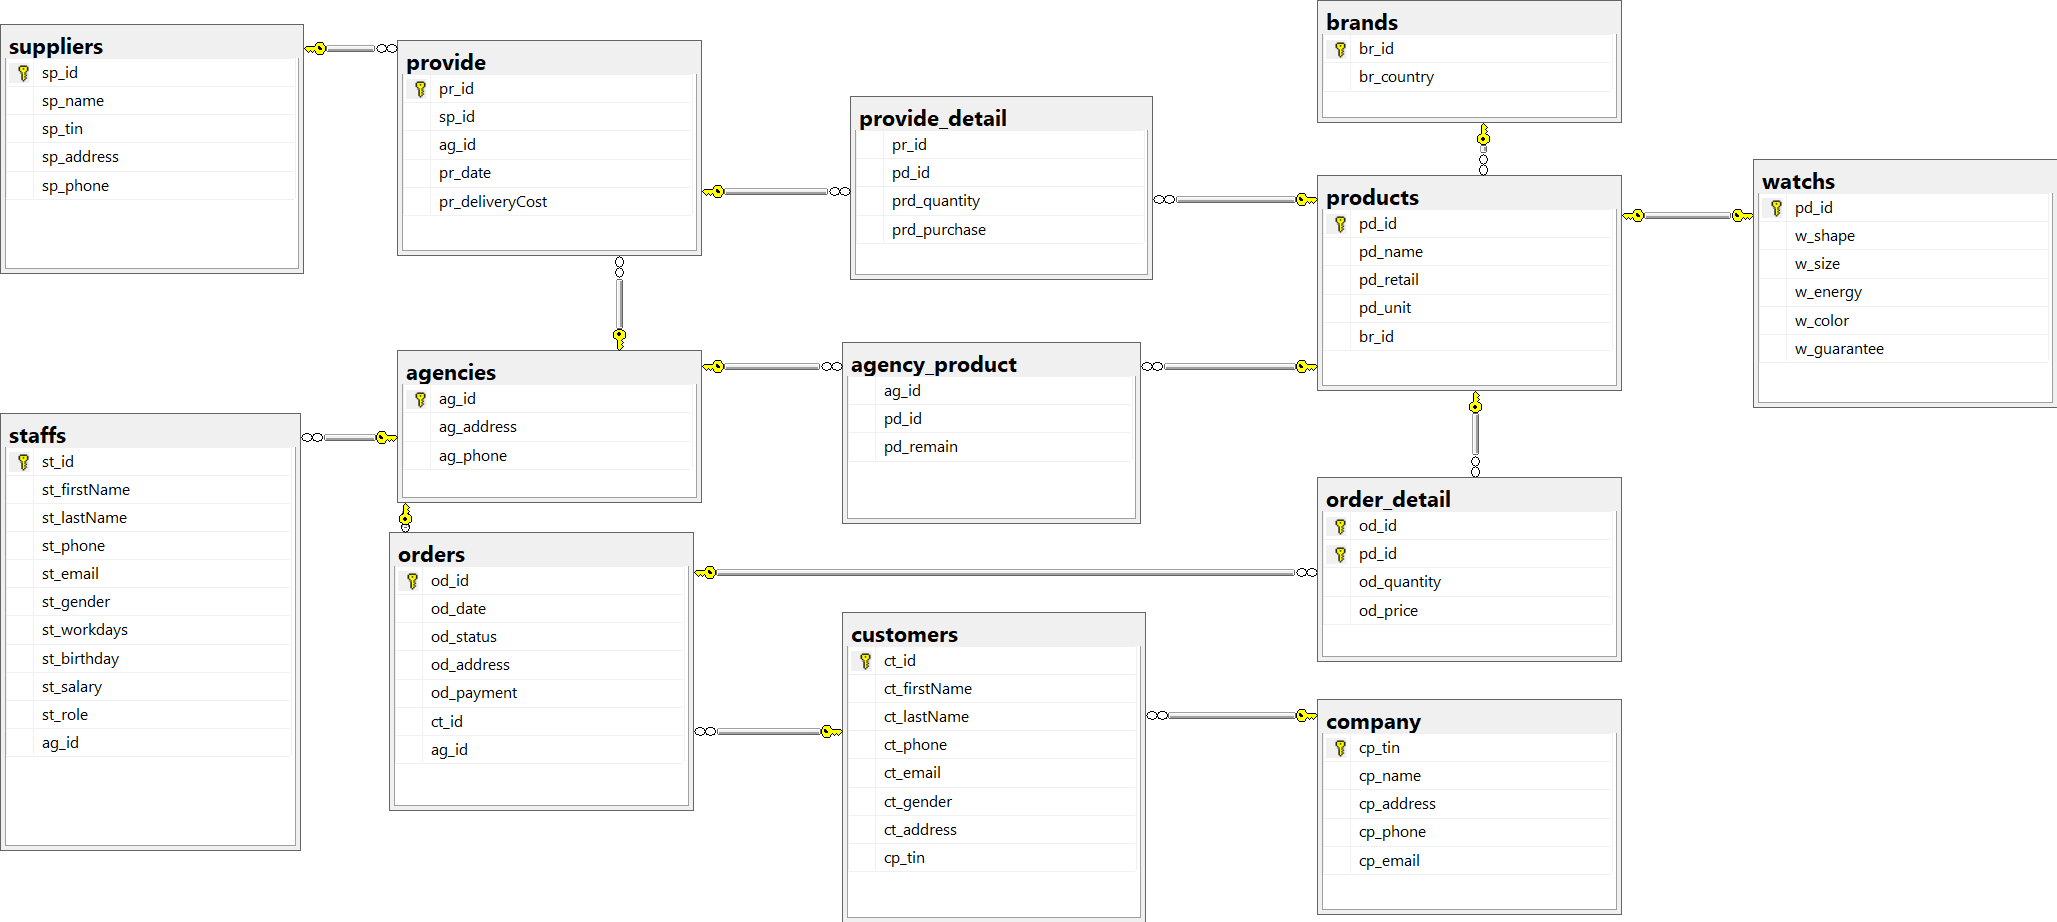 suppliers
sp_id
sp_name
sp_tin
sp_address
sp_phone
provide
pr_id
sp_id
ag_id
pr_date
pr_deliveryCost
provide_detail
pr_id
pd_id
prd_quantity
prd_purchase
brands
br_id
br_country
products
pd_id
pd_name
pd_retail
pd_unit
br_id
watchs
pd_id
w_shape
w_size
w_energy
w_color
w_guarantee
agencies
ag_id
ag_address
ag_phone
agency_product
ag_id
pd_id
pd_remain
staffs
st_id
st_firstName
st_lastName
st_phone
st_email
st_gender
st_workdays
st_birthday
st_salary
st_role
ag_id
orders
od_id
od_date
od_status
od_address
od_payment
ct_id
ag_id
order_detail
od_id
pd_id
od_quantity
od_price
customers
ct_id
ct_firstName
ct_lastName
ct_phone
ct_email
ct_gender
ct_address
cp_tin
company
cp_tin
cp_name
cp_address
cp_phone
cp_email